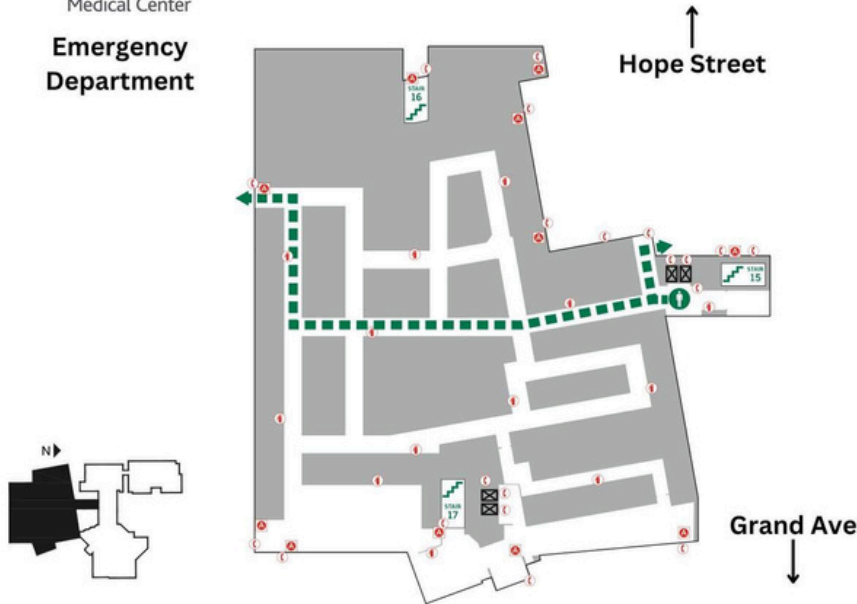 Medical Center
Emergency
Department
Hope Street
STAIR
16
STAIR
15
N
STAIR
17
Grand Ave